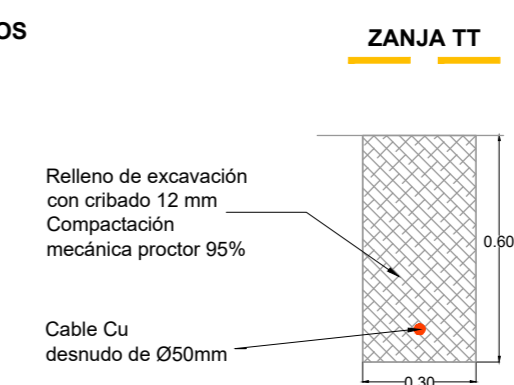 OS
ZANJA TT
Relleno de excavación
con cribado 12 mm
Compactación
mecánica proctor 95%
0.60
Cable Cu
desnudo de Ø50mm
0.30